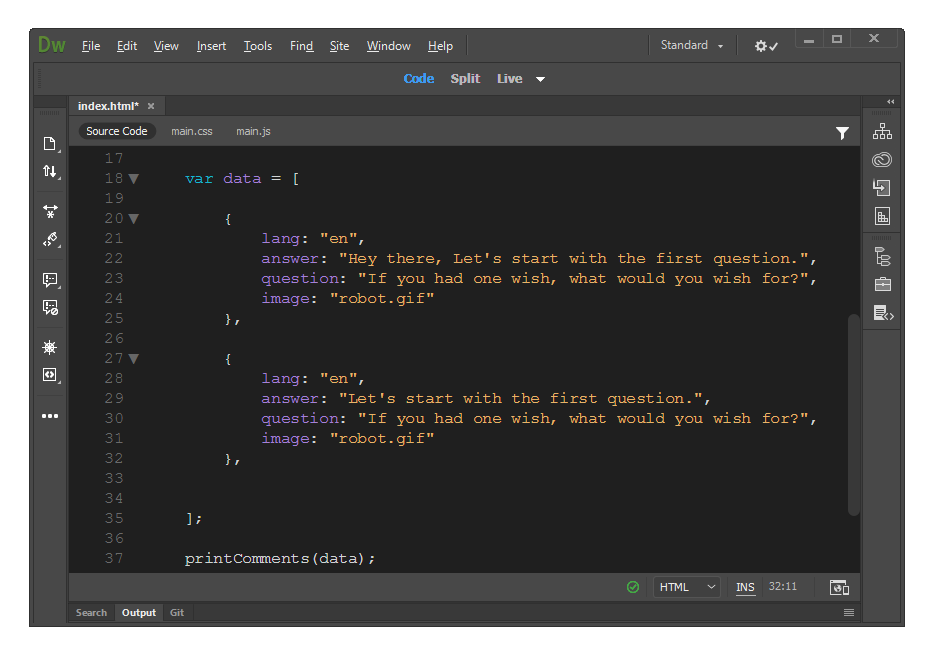 Dw File Edit View Insert Tools Find Site Window Help Standard
Code Split Live
index.html*
Source Code main.css main.js
17
18 var data = [
19
20 {
21 lang: "en",
22 answer: "Hey there, Let's start with the first question.",
23 question: "If you had one wish, what would you wish for?",
24 image: "robot.gif"
25 },
26
27 {
28 lang: "en",
29 answer: "Let's start with the first question.",
30 question: "If you had one wish, what would you wish for?",
31 image: "robot.gif"
32 },
33
34
35 ];
36
37 printComments(data);
HTML INS 32:11
Search Output Git